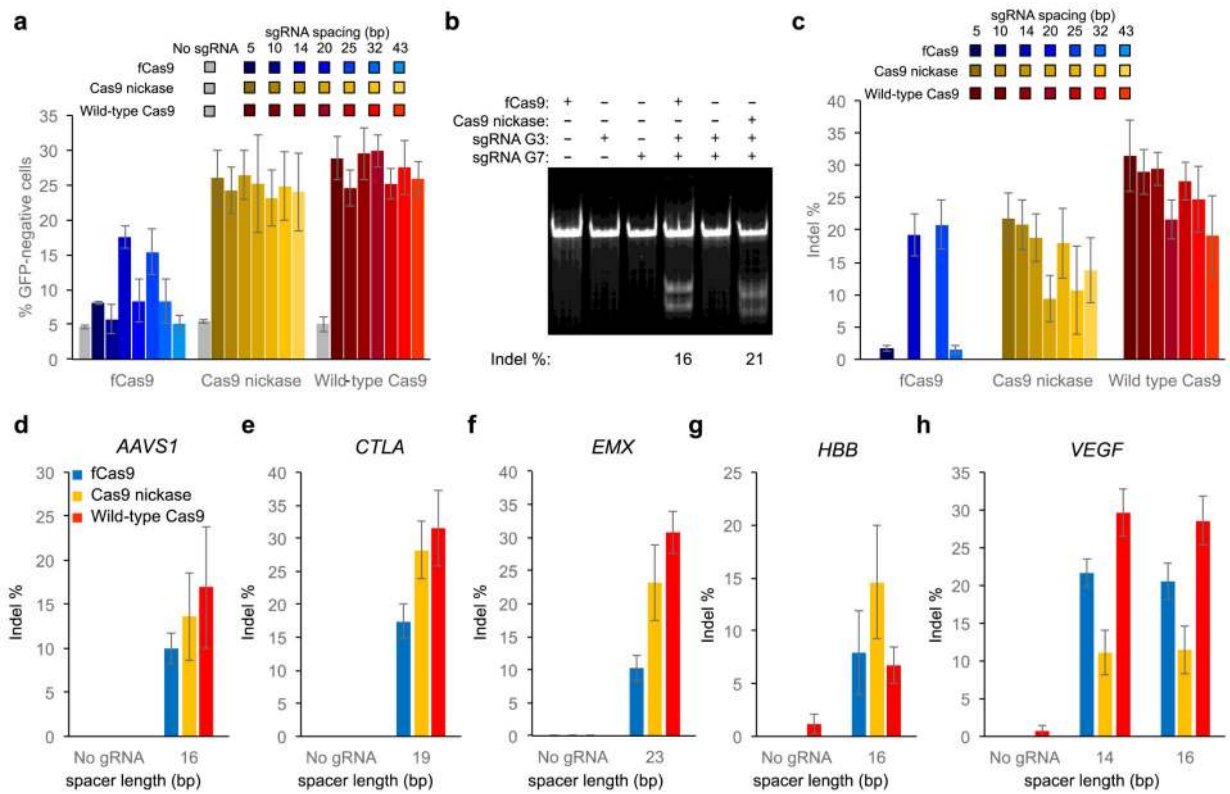 a
sgRNA spacing (bp)
No sgRNA 5 10 14 20 25 32 43
fCas9
Cas9 nickase
Wild-type Cas9
% GFP-negative cells
35
30
25
20
15
10
5
0
fCas9 Cas9 nickase Wild-type Cas9
b
fCas9: + – – + – –
Cas9 nickase: – – – – – +
sgRNA G3: – + – + + +
sgRNA G7: – – + + + +
Indel %: 16 21
c
sgRNA spacing (bp)
5 10 14 20 25 32 43
fCas9
Cas9 nickase
Wild-type Cas9
Indel %
40
35
30
25
20
15
10
5
0
fCas9 Cas9 nickase Wild type Cas9
d
AAVS1
fCas9
Cas9 nickase
Wild-type Cas9
Indel %
30
25
20
15
10
5
0
No gRNA 16
spacer length (bp)
e
CTLA
Indel %
40
35
30
25
20
15
10
5
0
No gRNA 19
spacer length (bp)
f
EMX
Indel %
40
35
30
25
20
15
10
5
0
No gRNA 23
spacer length (bp)
g
HBB
Indel %
25
20
15
10
5
0
No gRNA 16
spacer length (bp)
h
VEGF
Indel %
35
30
25
20
15
10
5
0
No gRNA 14 16
spacer length (bp)